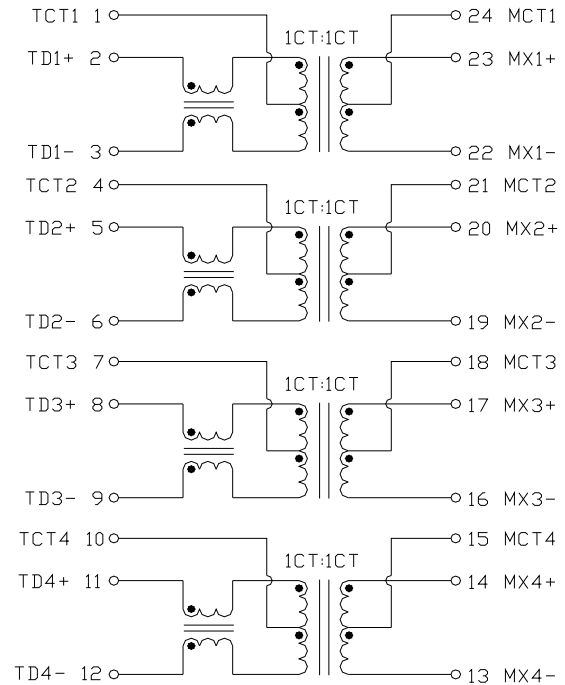 TCT1 1 24 MCT1
1CT:1CT
TD1+ 2 23 MX1+
TD1- 3 22 MX1-
TCT2 4 21 MCT2
1CT:1CT
TD2+ 5 20 MX2+
TD2- 6 19 MX2-
TCT3 7 18 MCT3
1CT:1CT
TD3+ 8 17 MX3+
TD3- 9 16 MX3-
TCT4 10 15 MCT4
1CT:1CT
TD4+ 11 14 MX4+
TD4- 12 13 MX4-